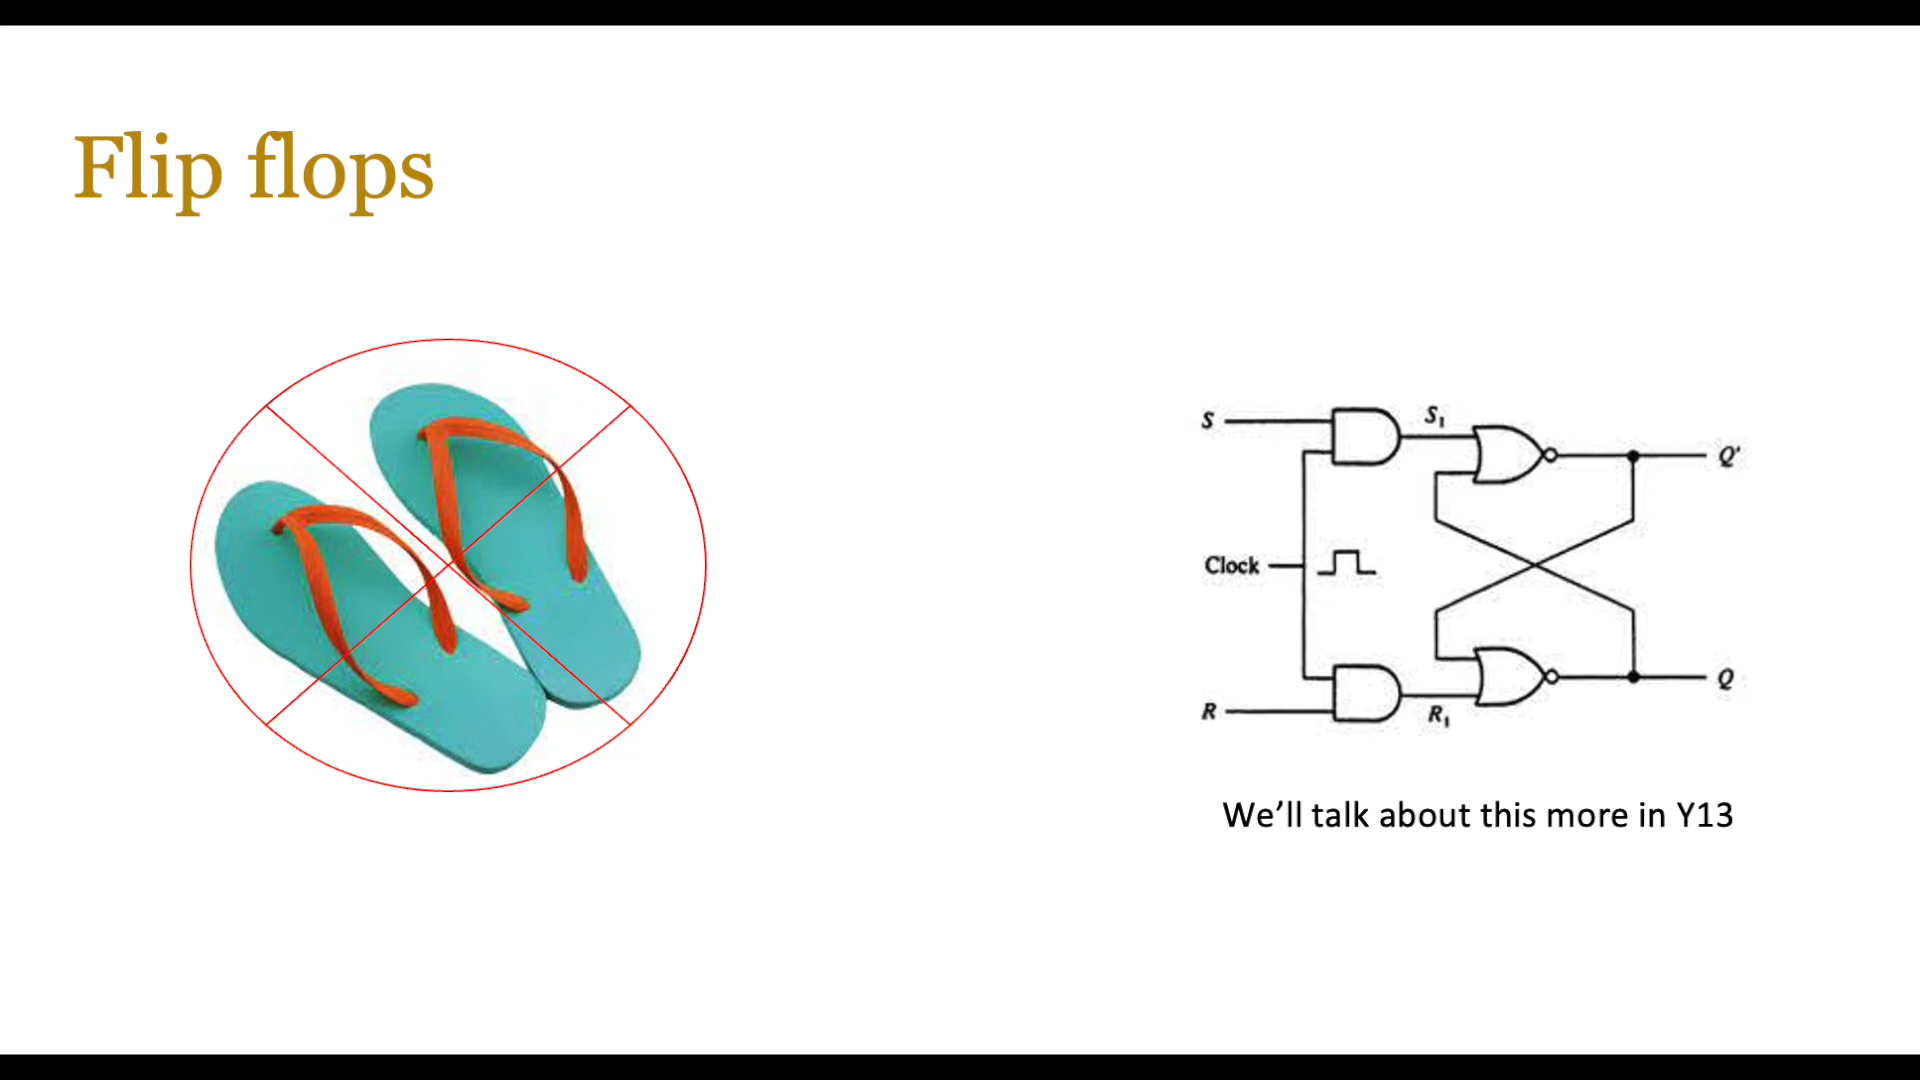 Flip flops
S
S₁
Q'
Clock
R
R₁
Q
We’ll talk about this more in Y13